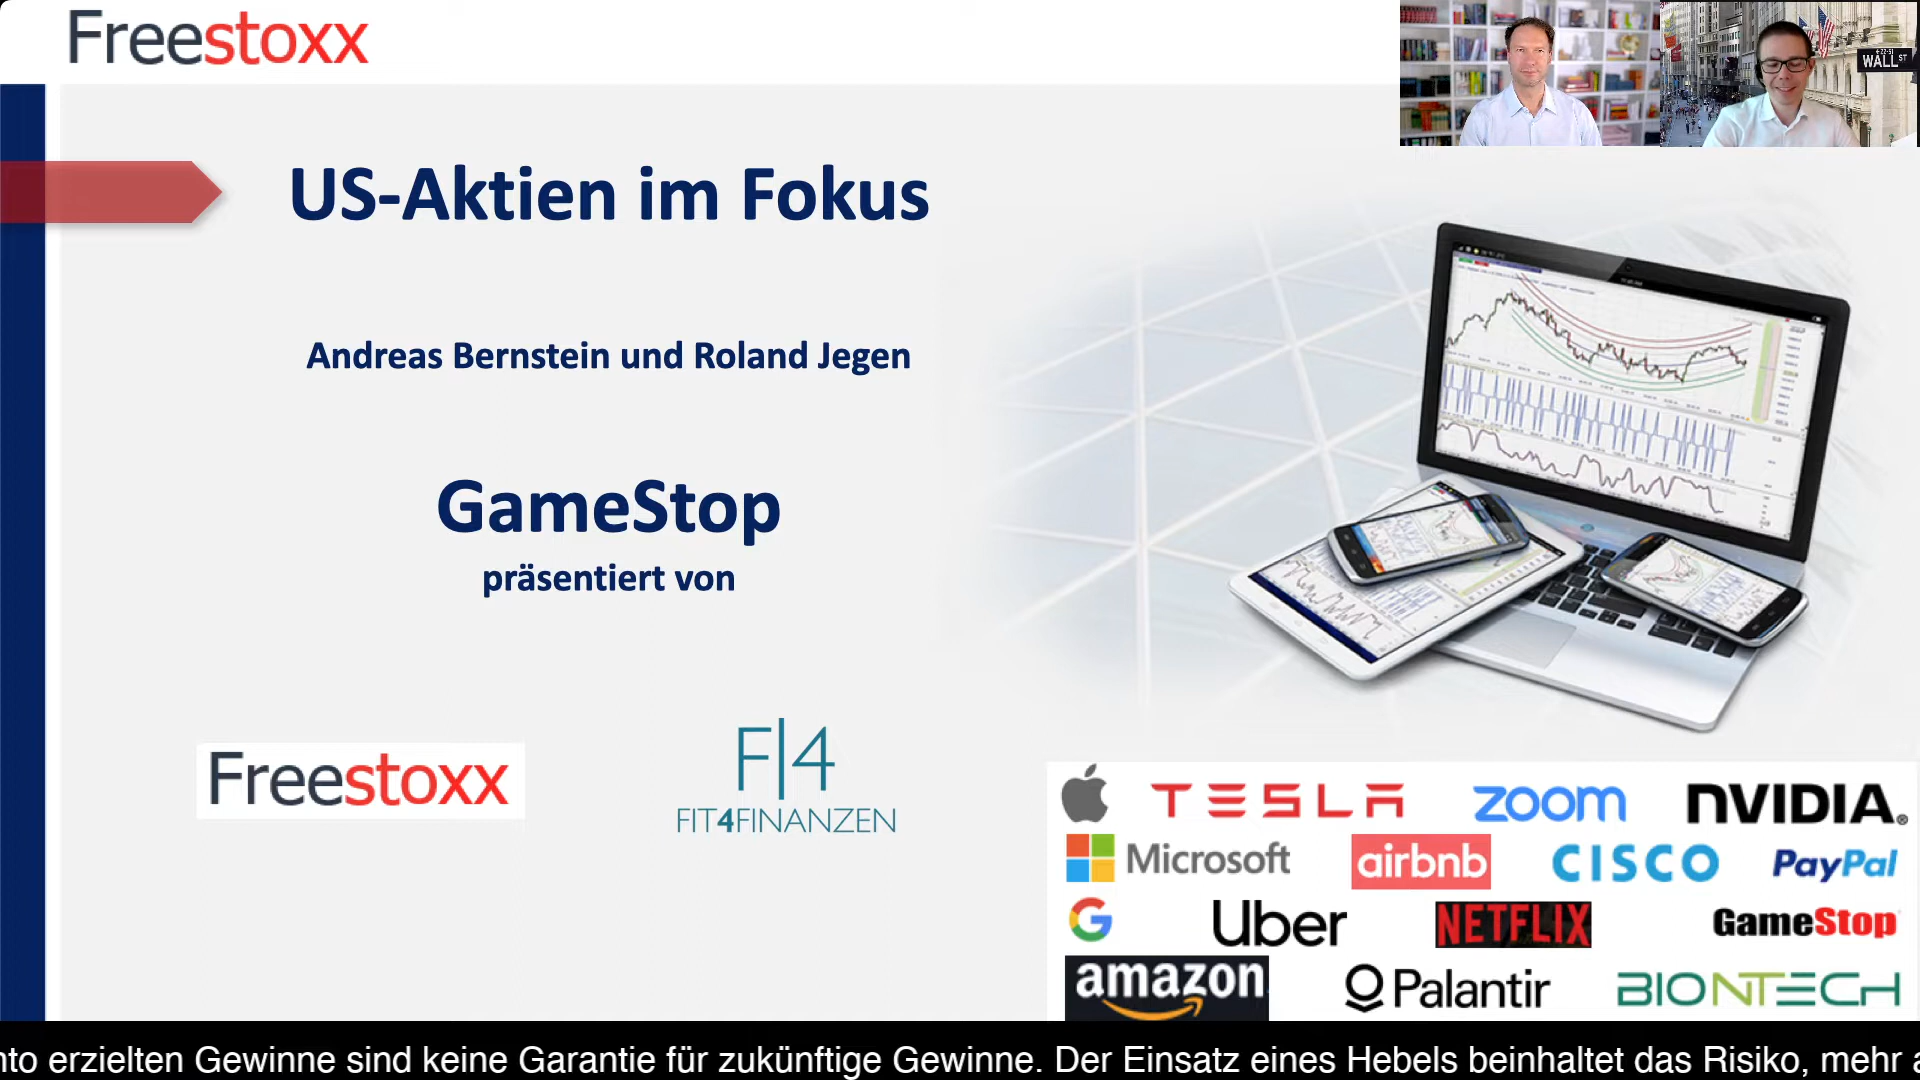 Freestoxx
WALL ST
US-Aktien im Fokus
Andreas Bernstein und Roland Jegen
GameStop
präsentiert von
Freestoxx
F|4
FIT4FINANZEN
TESLA zoom NVIDIA®
Microsoft airbnb CISCO PayPal
G Uber NETFLIX GameStop
amazon Palantir BIONTECH
nto erzielten Gewinne sind keine Garantie für zukünftige Gewinne. Der Einsatz eines Hebels beinhaltet das Risiko, mehr a